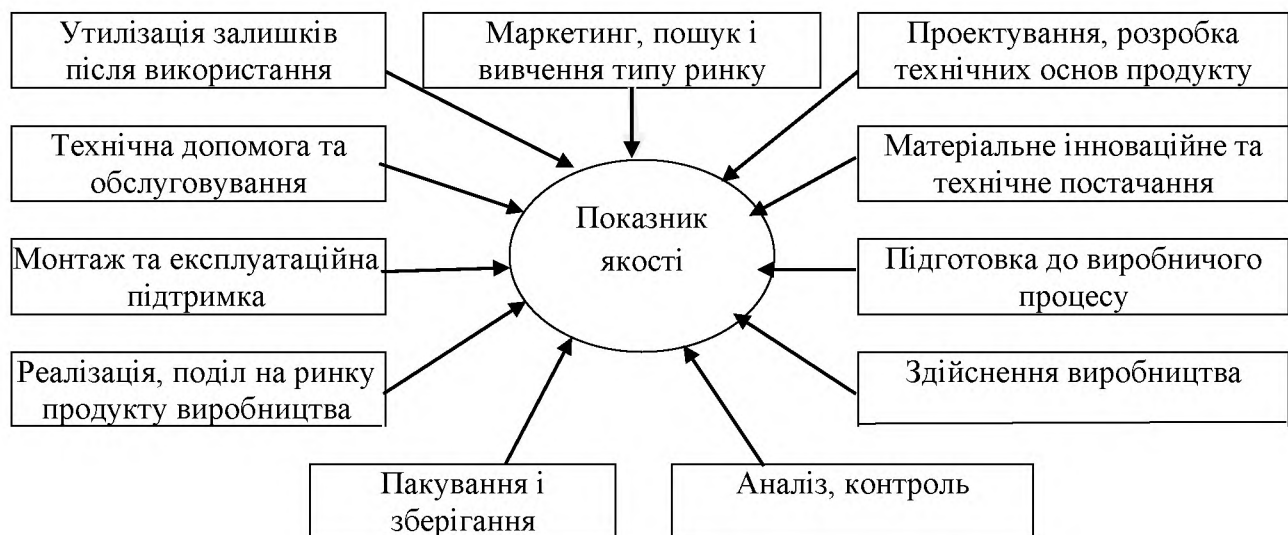 Утилізація залишків
після використання
Маркетинг, пошук і
вивчення типу ринку
Проектування, розробка
технічних основ продукту
Технічна допомога та
обслуговування
Матеріальне інноваційне та
технічне постачання
Показник
якості
Монтаж та експлуатаційна
підтримка
Підготовка до виробничого
процесу
Реалізація, поділ на ринку
продукту виробництва
Здійснення виробництва
Пакування і
зберігання
Аналіз, контроль